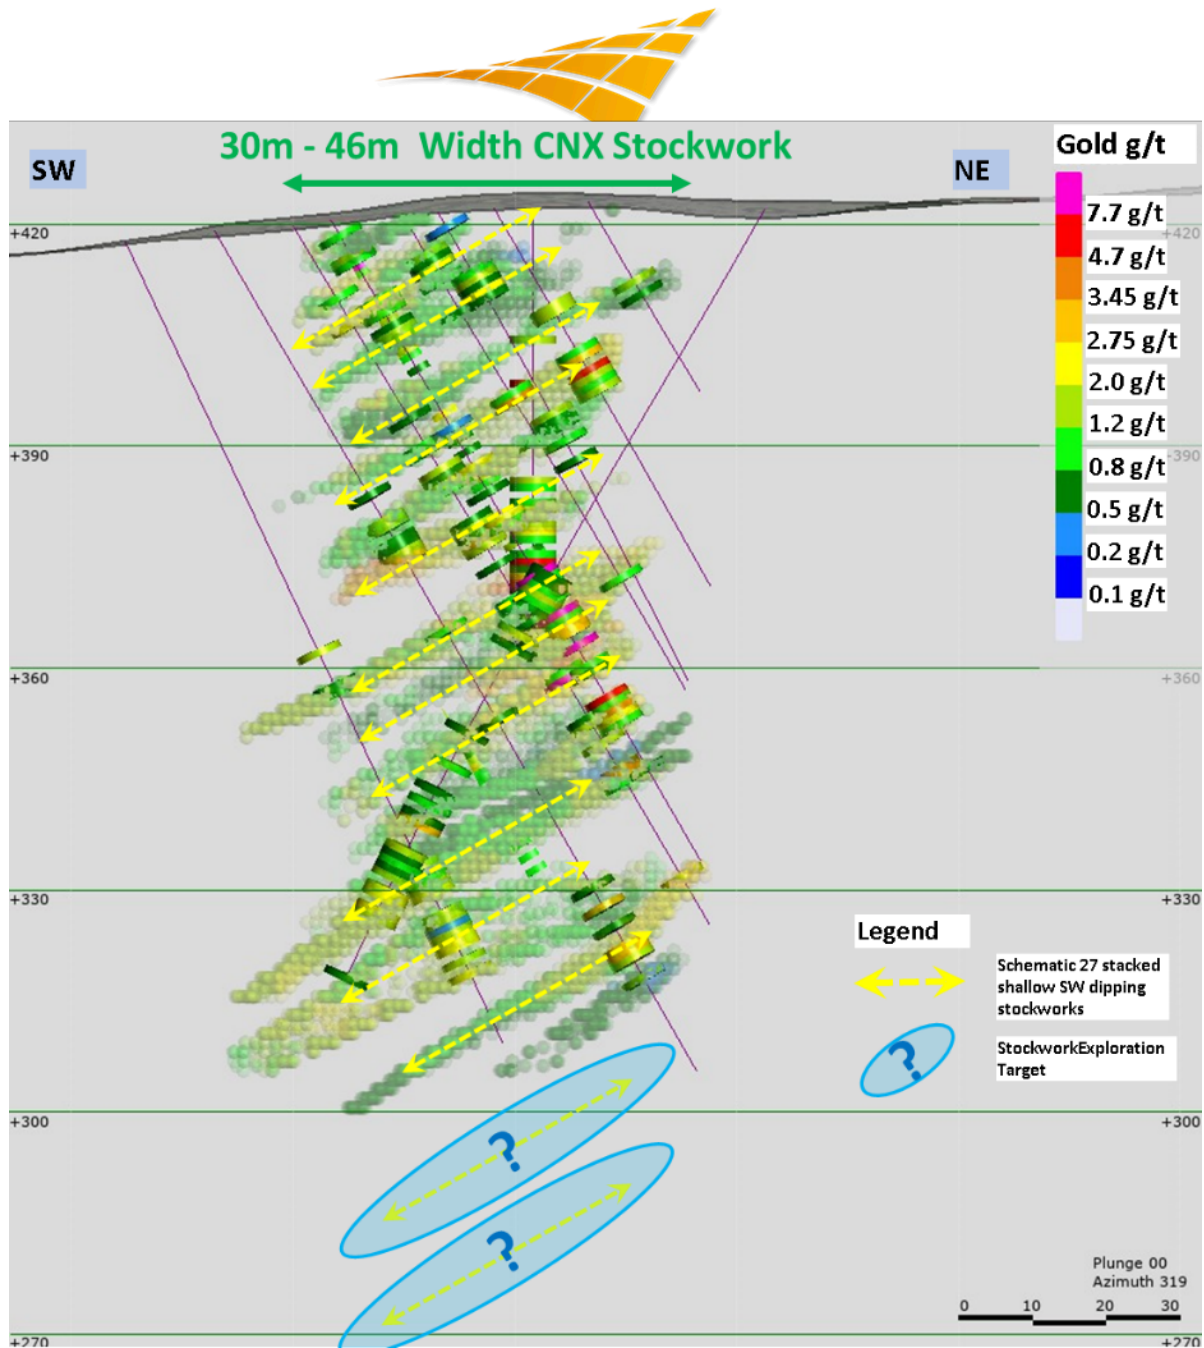 30m - 46m Width CNX Stockwork
SW
NE
Gold g/t
7.7 g/t
4.7 g/t
3.45 g/t
2.75 g/t
2.0 g/t
1.2 g/t
0.8 g/t
0.5 g/t
0.2 g/t
0.1 g/t
+420
+420
+390
+390
+360
+360
+330
+330
Legend
Schematic 27 stacked
shallow SW dipping
stockworks
?
StockworkExploration
Target
+300
+300
?
?
Plunge 00
Azimuth 319
0 10 20 30
+270
+270